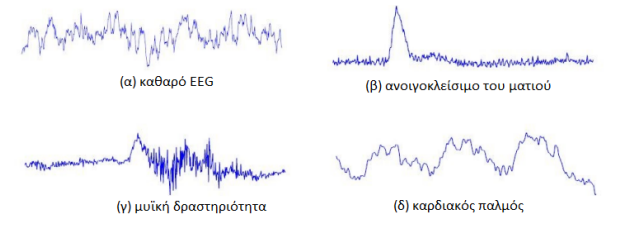 (α) καθαρό EEG
(β) ανοιγοκλείσιμο του ματιού
(γ) μυϊκή δραστηριότητα
(δ) καρδιακός παλμός